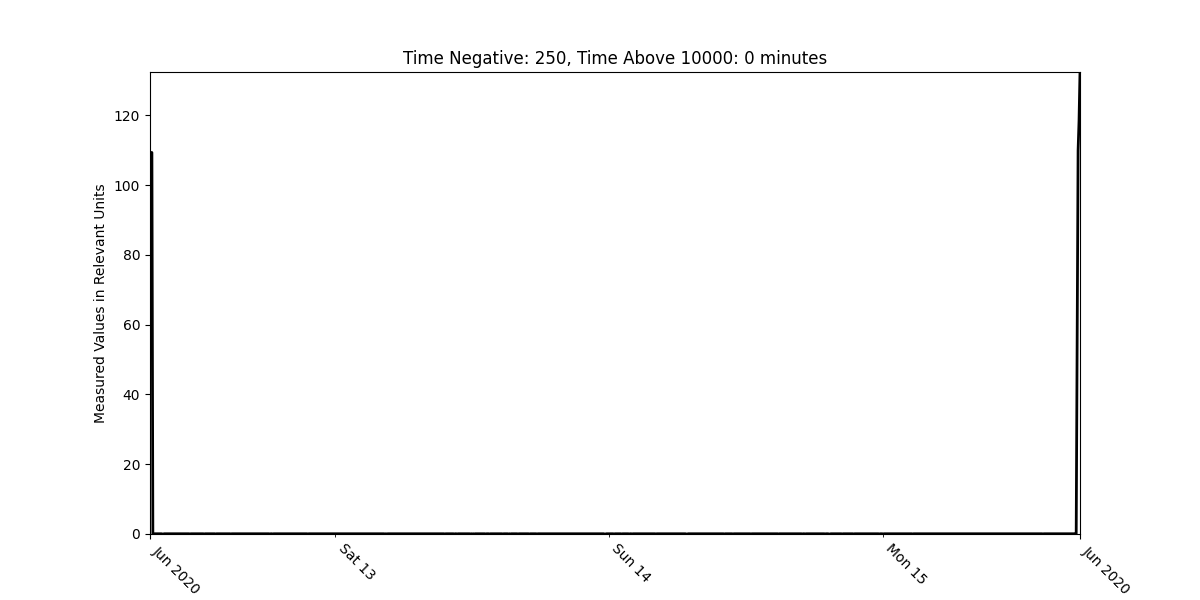 Time Negative: 250, Time Above 10000: 0 minutes
Measured Values in Relevant Units
120
100
80
60
40
20
0
Jun 2020
Sat 13
Sun 14
Mon 15
Jun 2020